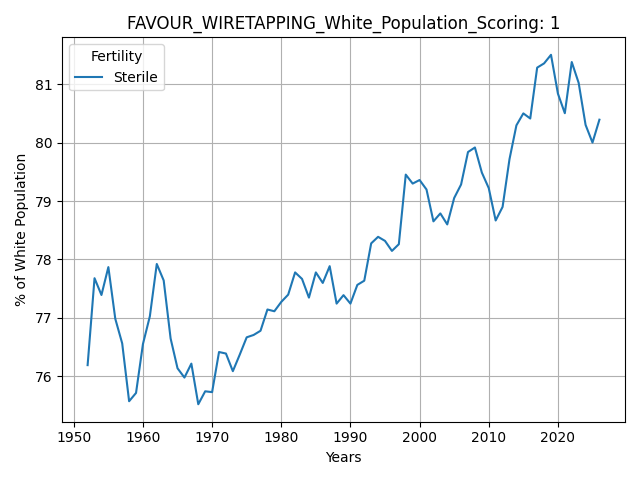 FAVOUR_WIRETAPPING_White_Population_Scoring: 1
Fertility
Sterile
% of White Population
81
80
79
78
77
76
1950 1960 1970 1980 1990 2000 2010 2020
Years